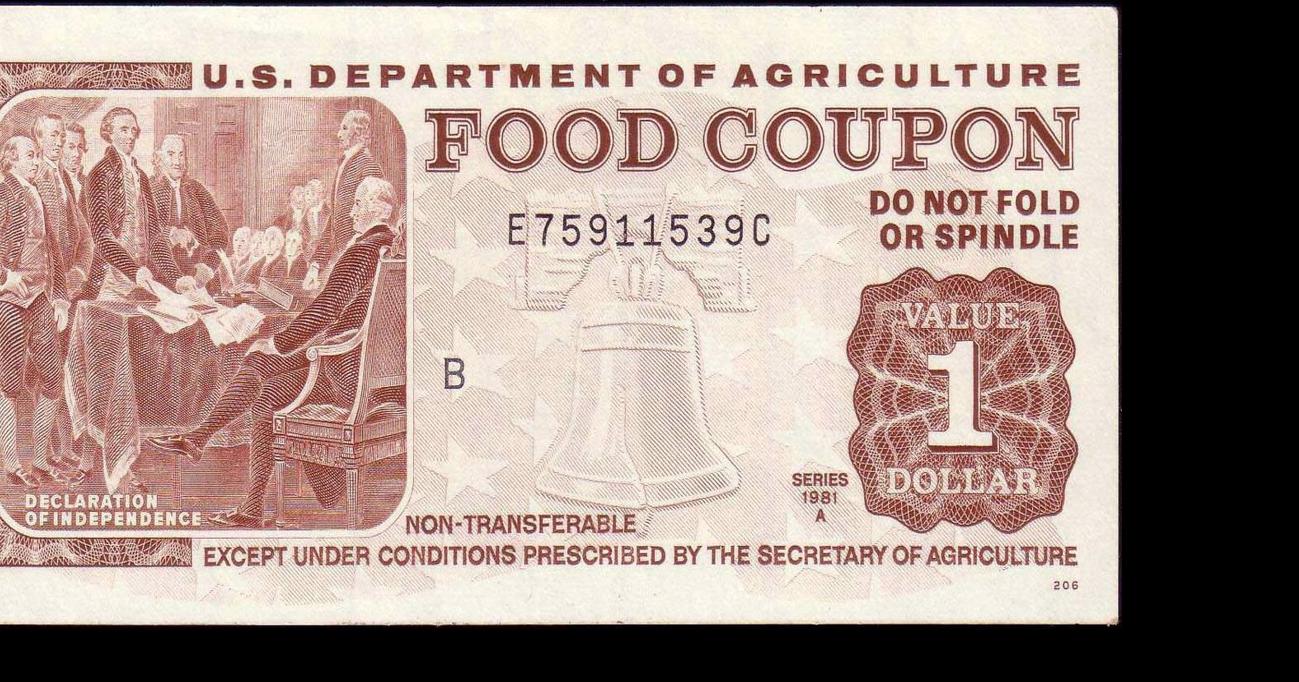 U.S. DEPARTMENT OF AGRICULTURE
FOOD COUPON
DO NOT FOLD
OR SPINDLE
E75911539C
VALUE
1
DOLLAR
B
SERIES
1981
A
DECLARATION
OF INDEPENDENCE
NON-TRANSFERABLE
EXCEPT UNDER CONDITIONS PRESCRIBED BY THE SECRETARY OF AGRICULTURE
206